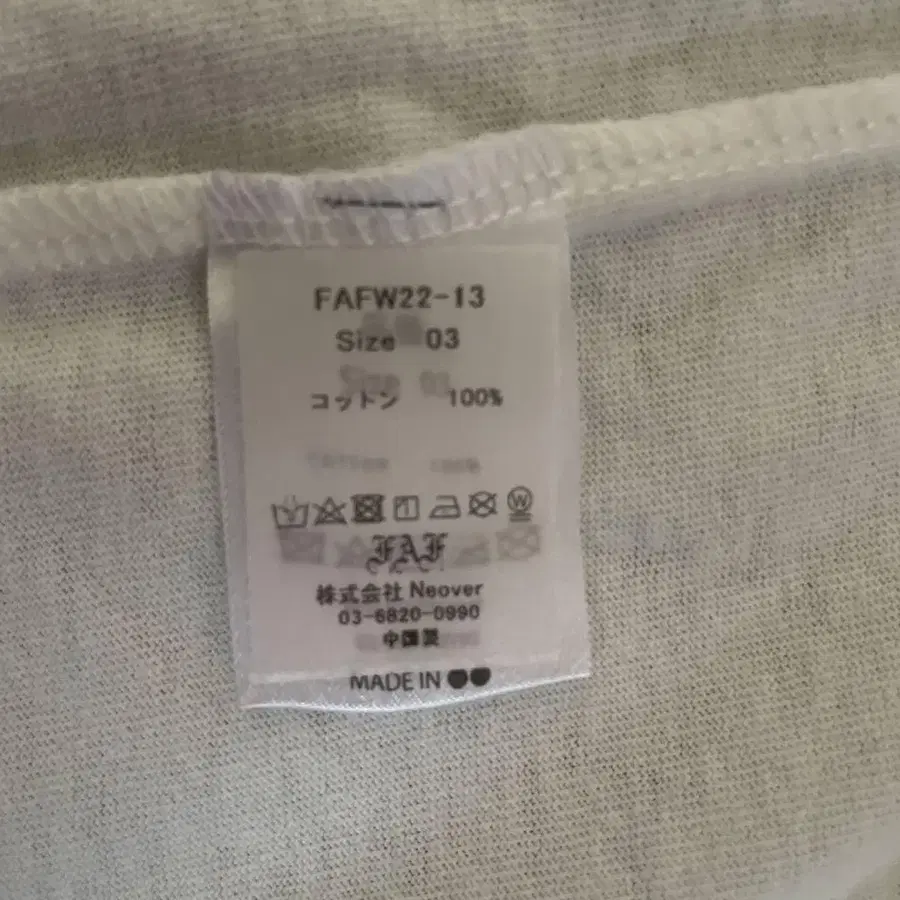 FAFW22-13
Size 03
コットン 100%
FAF
株式会社 Neover
03-6820-0990
中国製
MADE IN